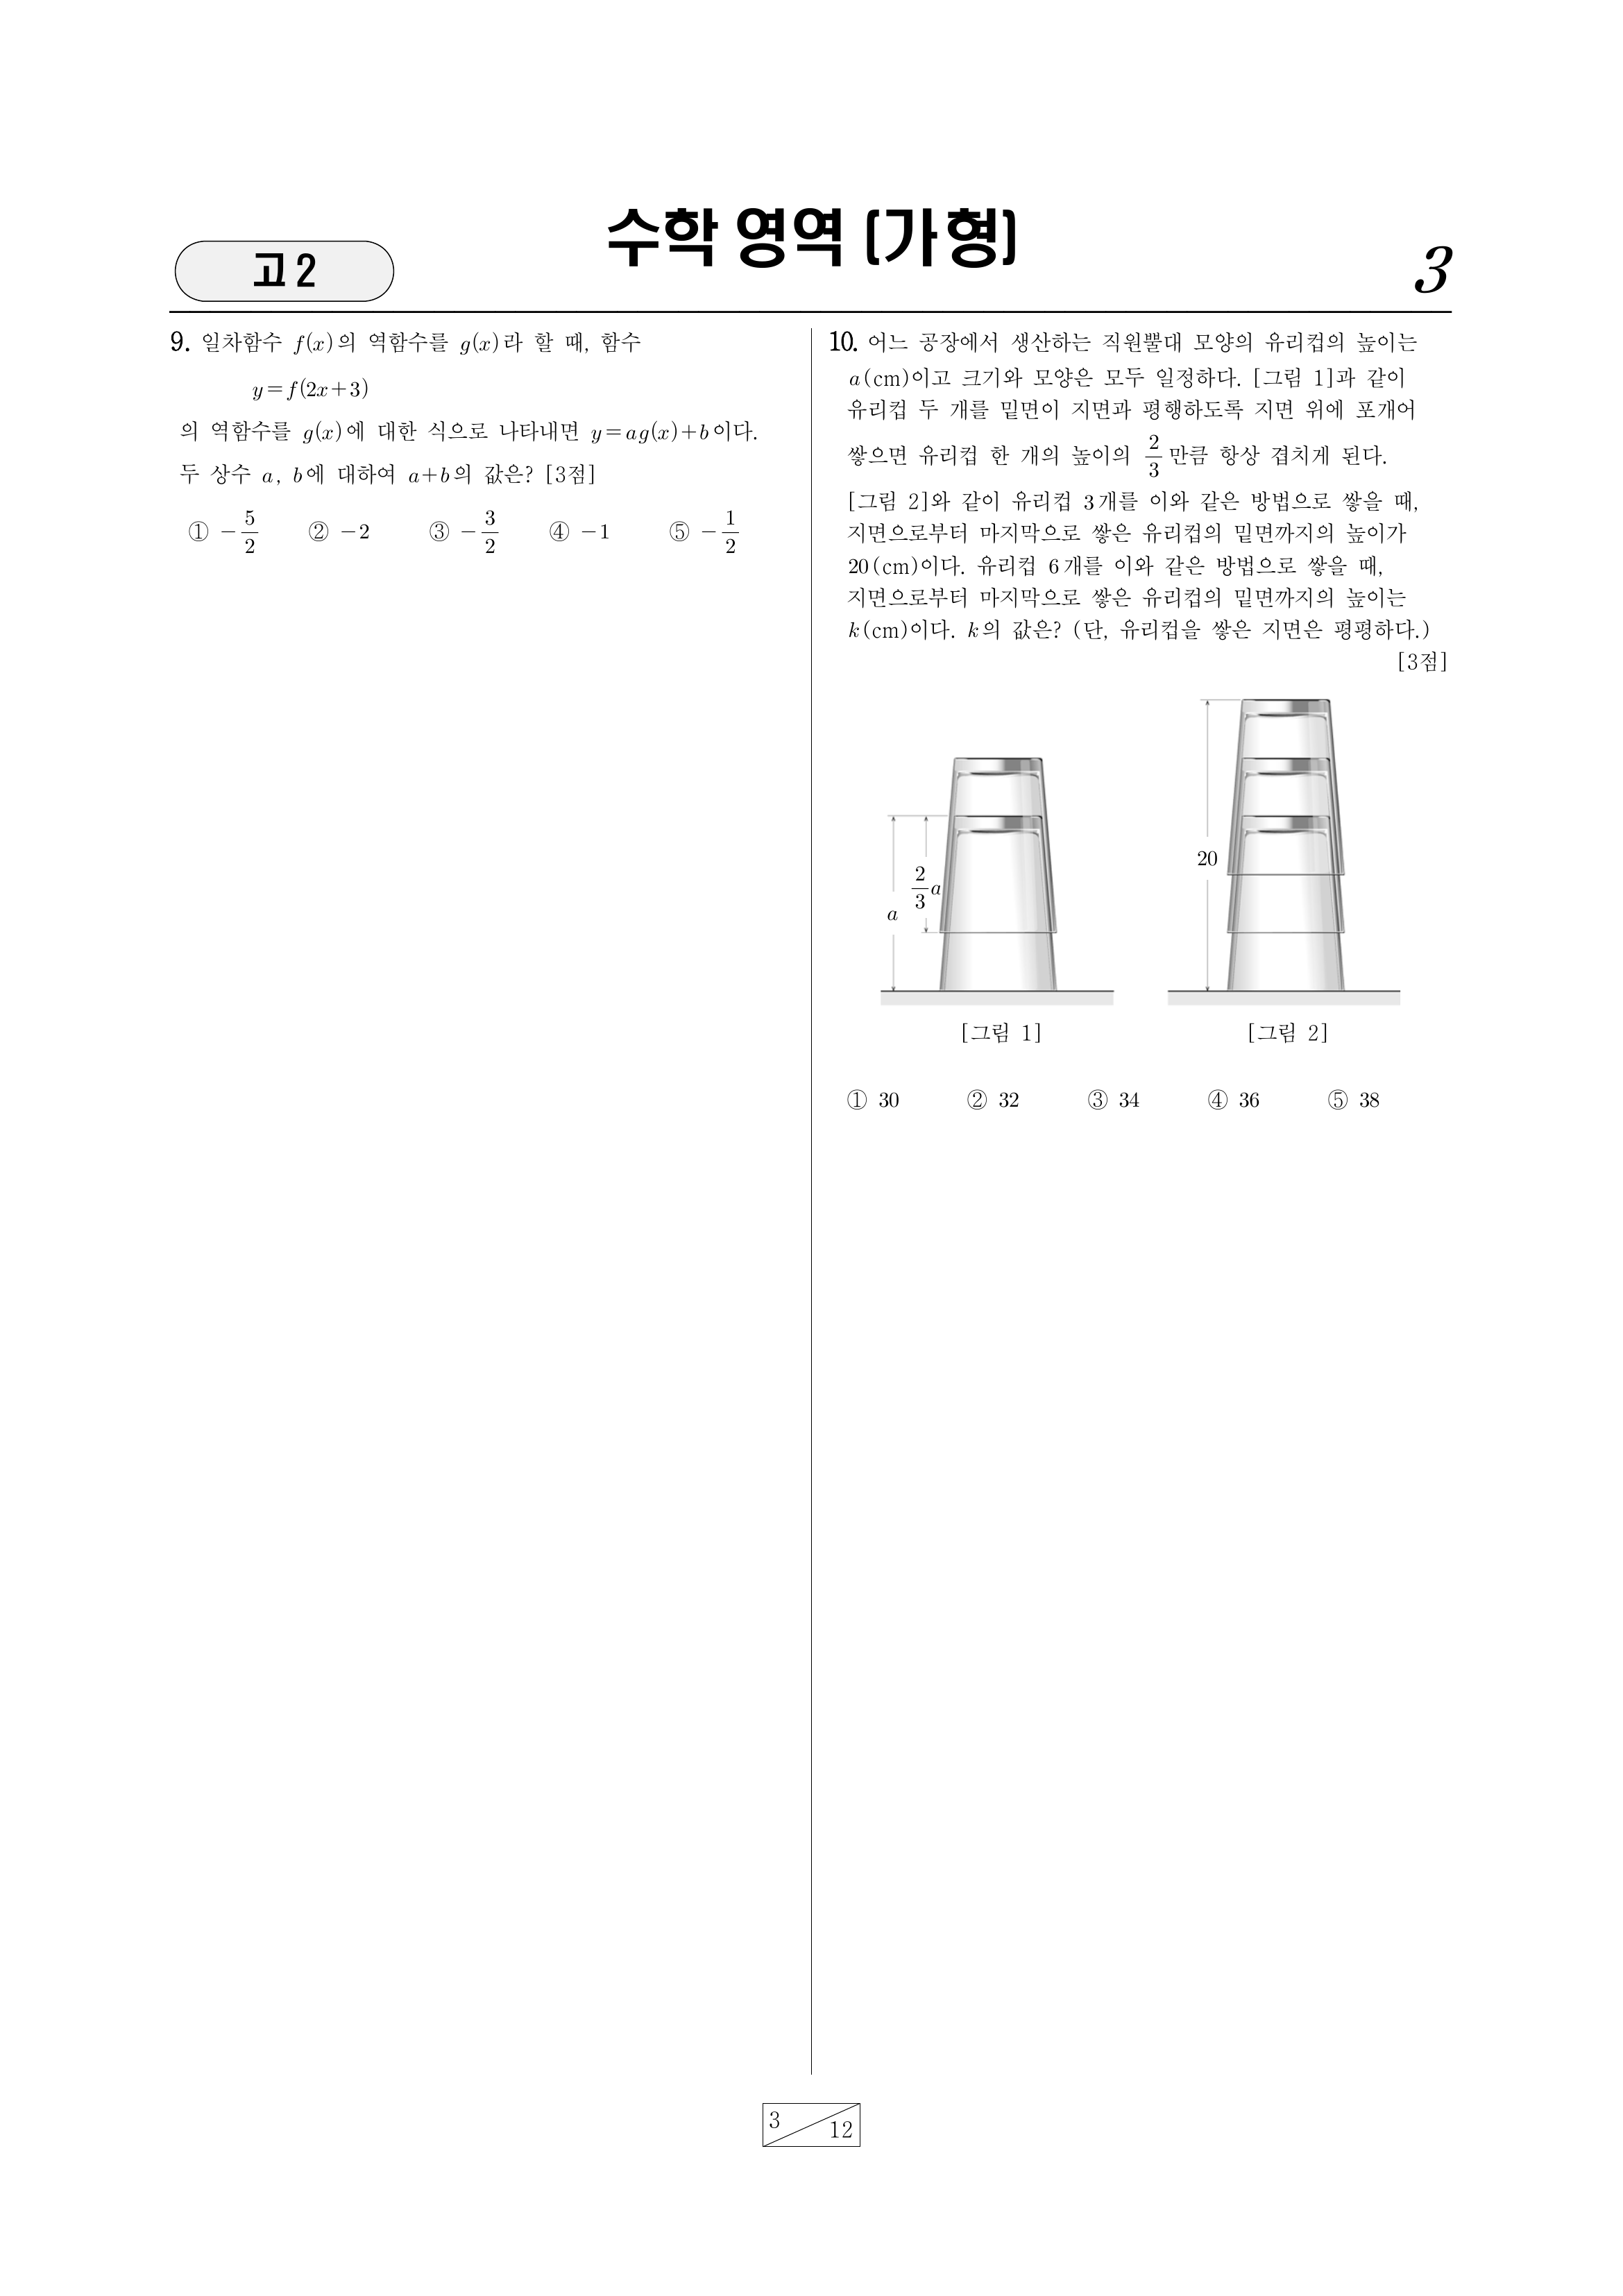 수학 영역 (가형)
고 2
3
9. 일차함수 f(x)의 역함수를 g(x)라 할 때, 함수
y=f(2x+3)
의 역함수를 g(x)에 대한 식으로 나타내면 y=ag(x)+b이다.
두 상수 a, b에 대하여 a+b의 값은? [3점]
① -5/2 ② -2 ③ -3/2 ④ -1 ⑤ -1/2
10. 어느 공장에서 생산하는 직원뿔대 모양의 유리컵의 높이는
a(cm)이고 크기와 모양은 모두 일정하다. [그림 1]과 같이
유리컵 두 개를 밑면이 지면과 평행하도록 지면 위에 포개어
쌓으면 유리컵 한 개의 높이의 2/3만큼 항상 겹치게 된다.
[그림 2]와 같이 유리컵 3개를 이와 같은 방법으로 쌓을 때,
지면으로부터 마지막으로 쌓은 유리컵의 밑면까지의 높이가
20(cm)이다. 유리컵 6개를 이와 같은 방법으로 쌓을 때,
지면으로부터 마지막으로 쌓은 유리컵의 밑면까지의 높이는
k(cm)이다. k의 값은? (단, 유리컵을 쌓은 지면은 평평하다.)
[3점]
a
2/3 a
20
[그림 1]
[그림 2]
① 30 ② 32 ③ 34 ④ 36 ⑤ 38
3
12